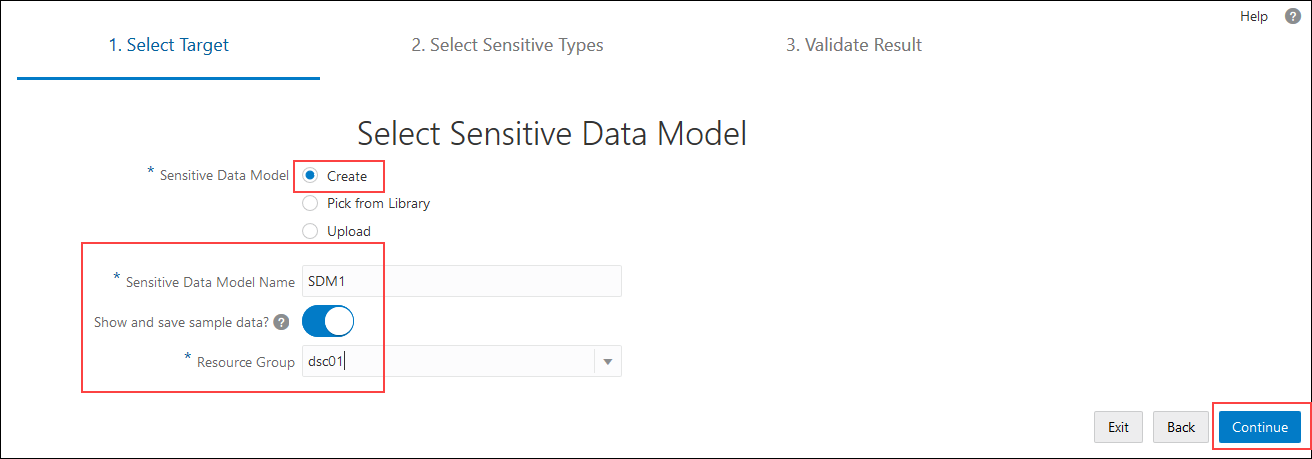 Help ?
1. Select Target 2. Select Sensitive Types 3. Validate Result
Select Sensitive Data Model
* Sensitive Data Model Create
Pick from Library
Upload
* Sensitive Data Model Name SDM1
Show and save sample data? ?
* Resource Group dsc01
Exit Back Continue